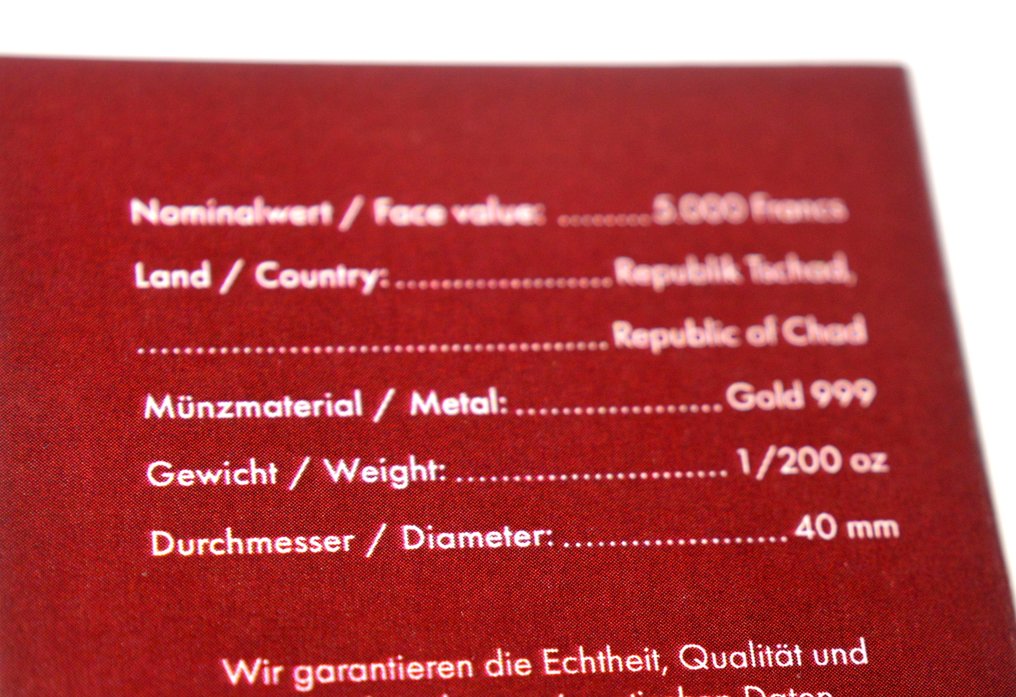 Nominalwert / Face value: ..........5.000 Francs
Land / Country:......................Republik Tschad,
.........................................Republic of Chad
Münzmaterial / Metal:...................Gold 999
Gewicht / Weight:.........................1/200 oz
Durchmesser / Diameter:...................40 mm
Wir garantieren die Echtheit, Qualität und
Daten